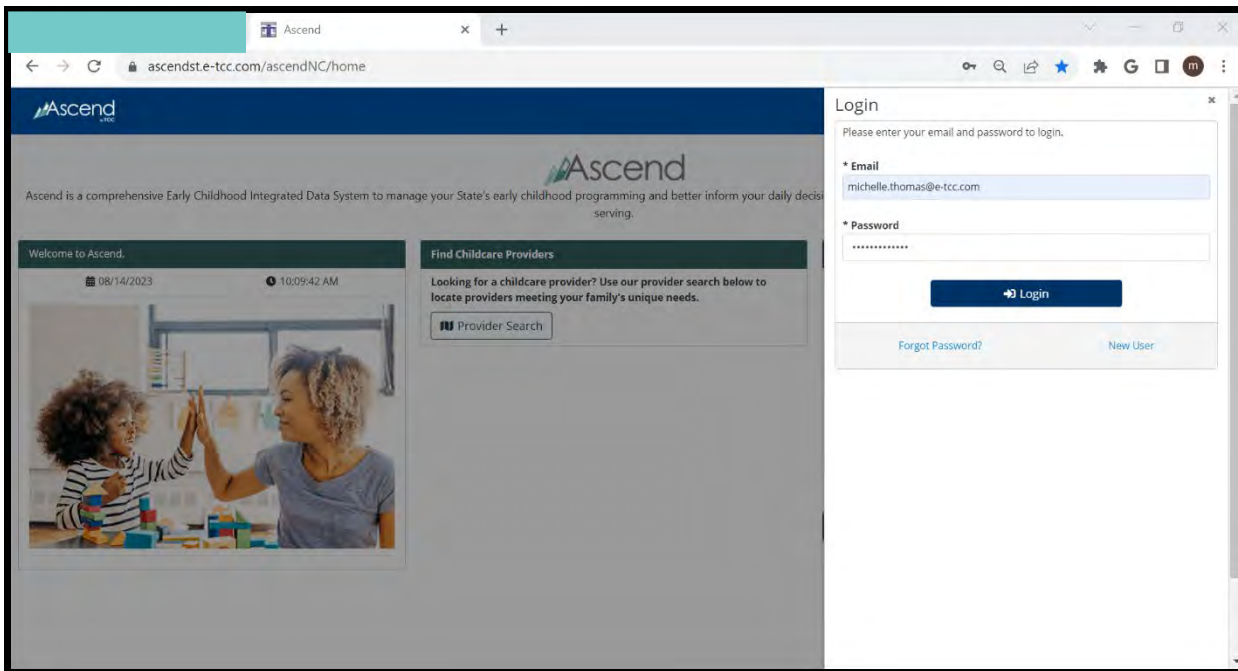 Ascend
ascendst.e-tcc.com/ascendNC/home
G
m
Ascend
by TCC
Ascend
Ascend is a comprehensive Early Childhood Integrated Data System to manage your State's early childhood programming and better inform your daily decisi
serving.
Welcome to Ascend.
08/14/2023 10:09:42 AM
Find Childcare Providers
Looking for a childcare provider? Use our provider search below to
locate providers meeting your family's unique needs.
Provider Search
Login
Please enter your email and password to login.
* Email
michelle.thomas@e-tcc.com
* Password
•••••••••••••
Login
Forgot Password? New User